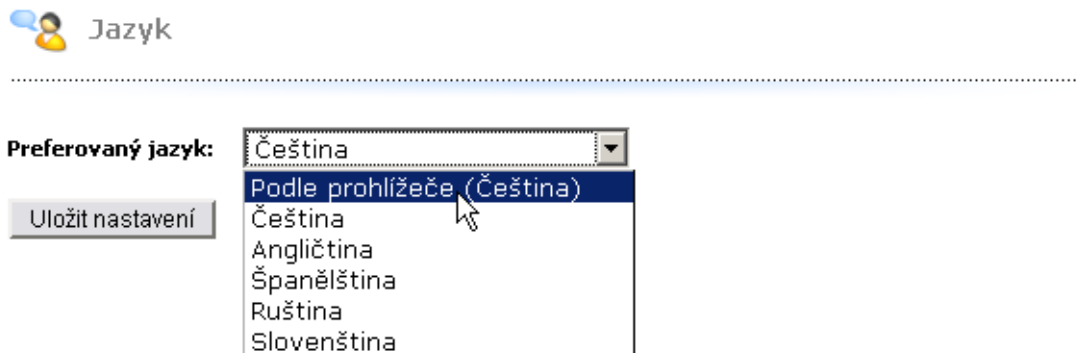 Jazyk
Preferovaný jazyk: Čeština
Podle prohlížeče (Čeština)
Uložit nastavení
Čeština
Angličtina
Španělština
Ruština
Slovenština